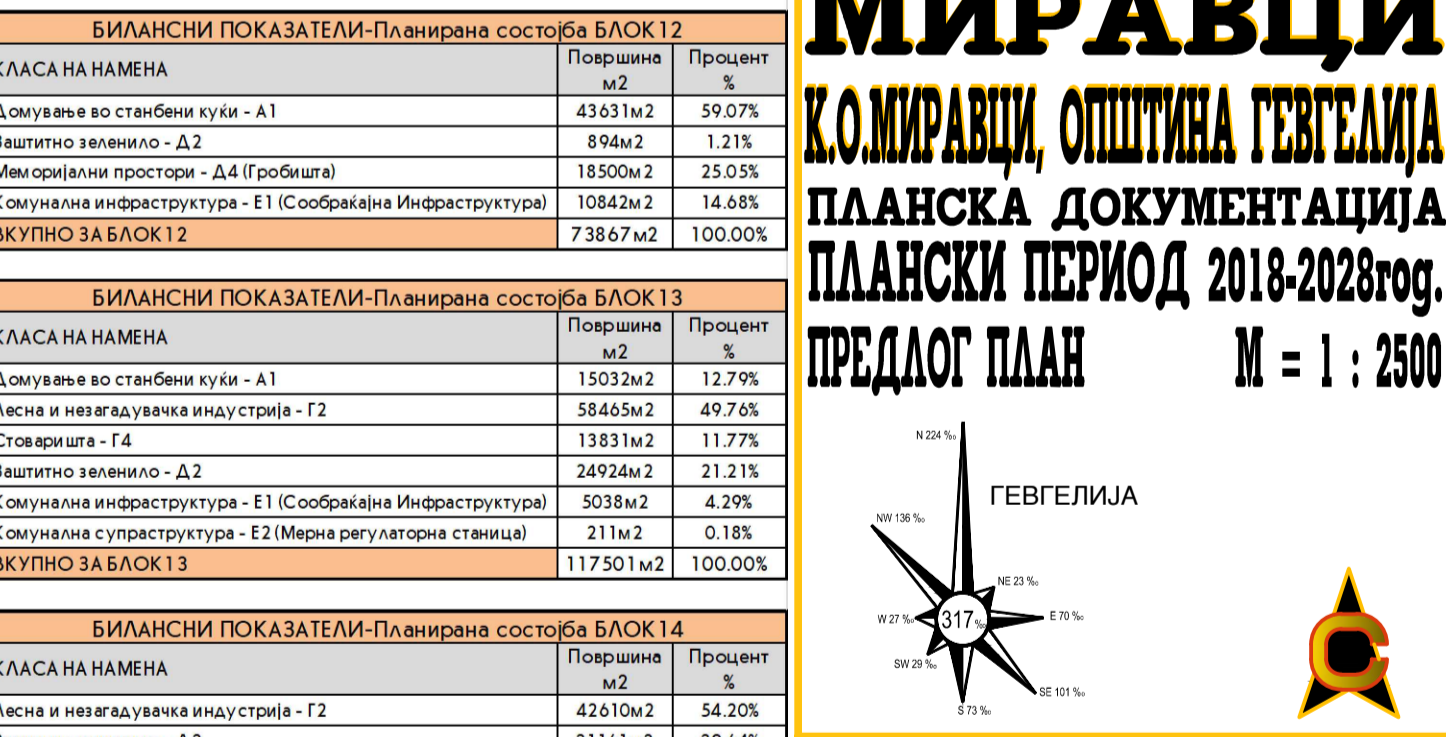 БИЛАНСНИ ПОКАЗАТЕЛИ-Планирана состојба БЛОК12
КЛАСА НА НАМЕНА Површина м2 Процент %
Домување во станбени куќи - А1 43631м2 59.07%
Заштитно зеленило - Д2 894м2 1.21%
Меморијални простори - Д4 (Гробишта) 18500м2 25.05%
Комунална инфраструктура - Е1 (Сообраќајна Инфраструктура) 10842м2 14.68%
ВКУПНО ЗА БЛОК12 73867м2 100.00%
БИЛАНСНИ ПОКАЗАТЕЛИ-Планирана состојба БЛОК13
КЛАСА НА НАМЕНА Површина м2 Процент %
Домување во станбени куќи - А1 15032м2 12.79%
Лесна и незагадувачка индустрија - Г2 58465м2 49.76%
Стоваришта - Г4 13831м2 11.77%
Заштитно зеленило - Д2 24924м2 21.21%
Комунална инфраструктура - Е1 (Сообраќајна Инфраструктура) 5038м2 4.29%
Комунална супраструктура - Е2 (Мерна регулаторна станица) 211м2 0.18%
ВКУПНО ЗА БЛОК13 117501м2 100.00%
БИЛАНСНИ ПОКАЗАТЕЛИ-Планирана состојба БЛОК14
КЛАСА НА НАМЕНА Површина м2 Процент %
Лесна и незагадувачка индустрија - Г2 42610м2 54.20%
МИРАВЦИ
К.О.МИРАВЦИ, ОПШТИНА ГЕВГЕЛИЈА
ПЛАНСКА ДОКУМЕНТАЦИЈА
ПЛАНСКИ ПЕРИОД 2018-2028год.
ПРЕДЛОГ ПЛАН М = 1 : 2500
N 224 ‰
ГЕВГЕЛИЈА
NW 136 ‰
NE 23 ‰
W 27 ‰
317 ‰
E 70 ‰
SW 29 ‰
SE 101 ‰
S 73 ‰
C